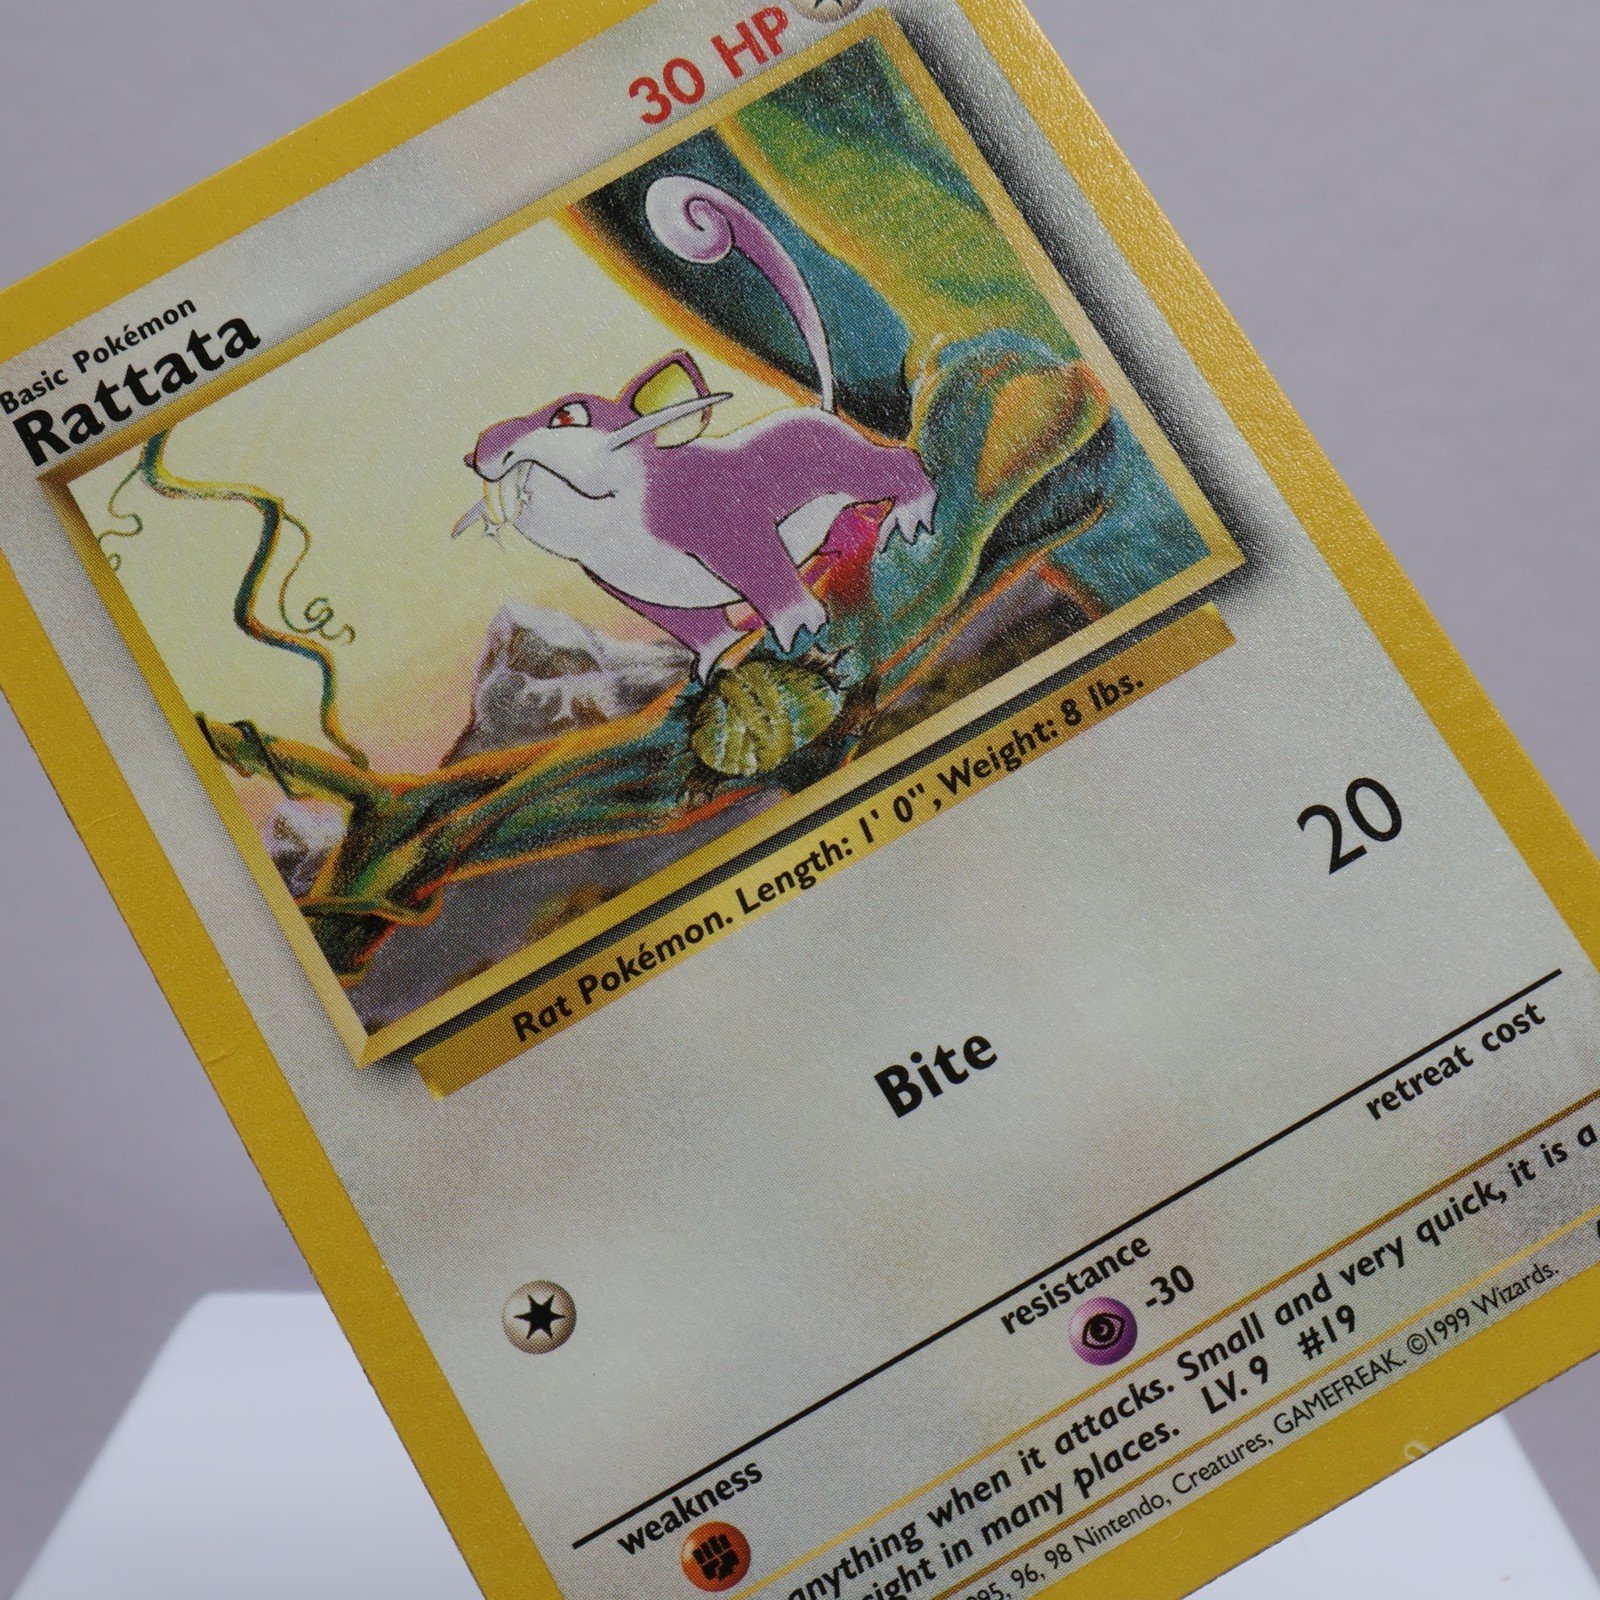 Basic Pokémon
Rattata
30 HP
Rat Pokémon. Length: 1' 0", Weight: 8 lbs.
Bite
20
weakness
resistance
-30
retreat cost
anything when it attacks. Small and very quick, it is a
in many places. LV. 9 #19
96, 98 Nintendo, Creatures, GAMEFREAK. ©1999 Wizards.